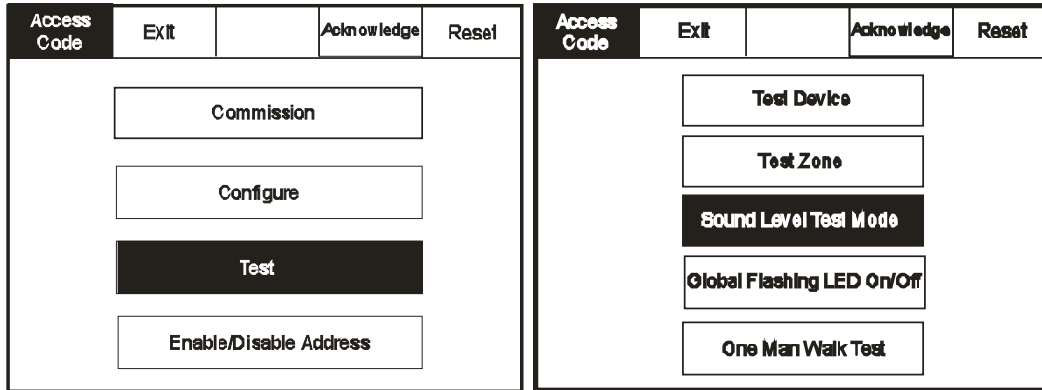 Access
Code
Exit
Acknowledge
Reset
Commission
Configure
Test
Enable/Disable Address
Access
Code
Exit
Acknowledge
Reset
Test Device
Test Zone
Sound Level Test Mode
Global Flashing LED On/Off
One Man Walk Test